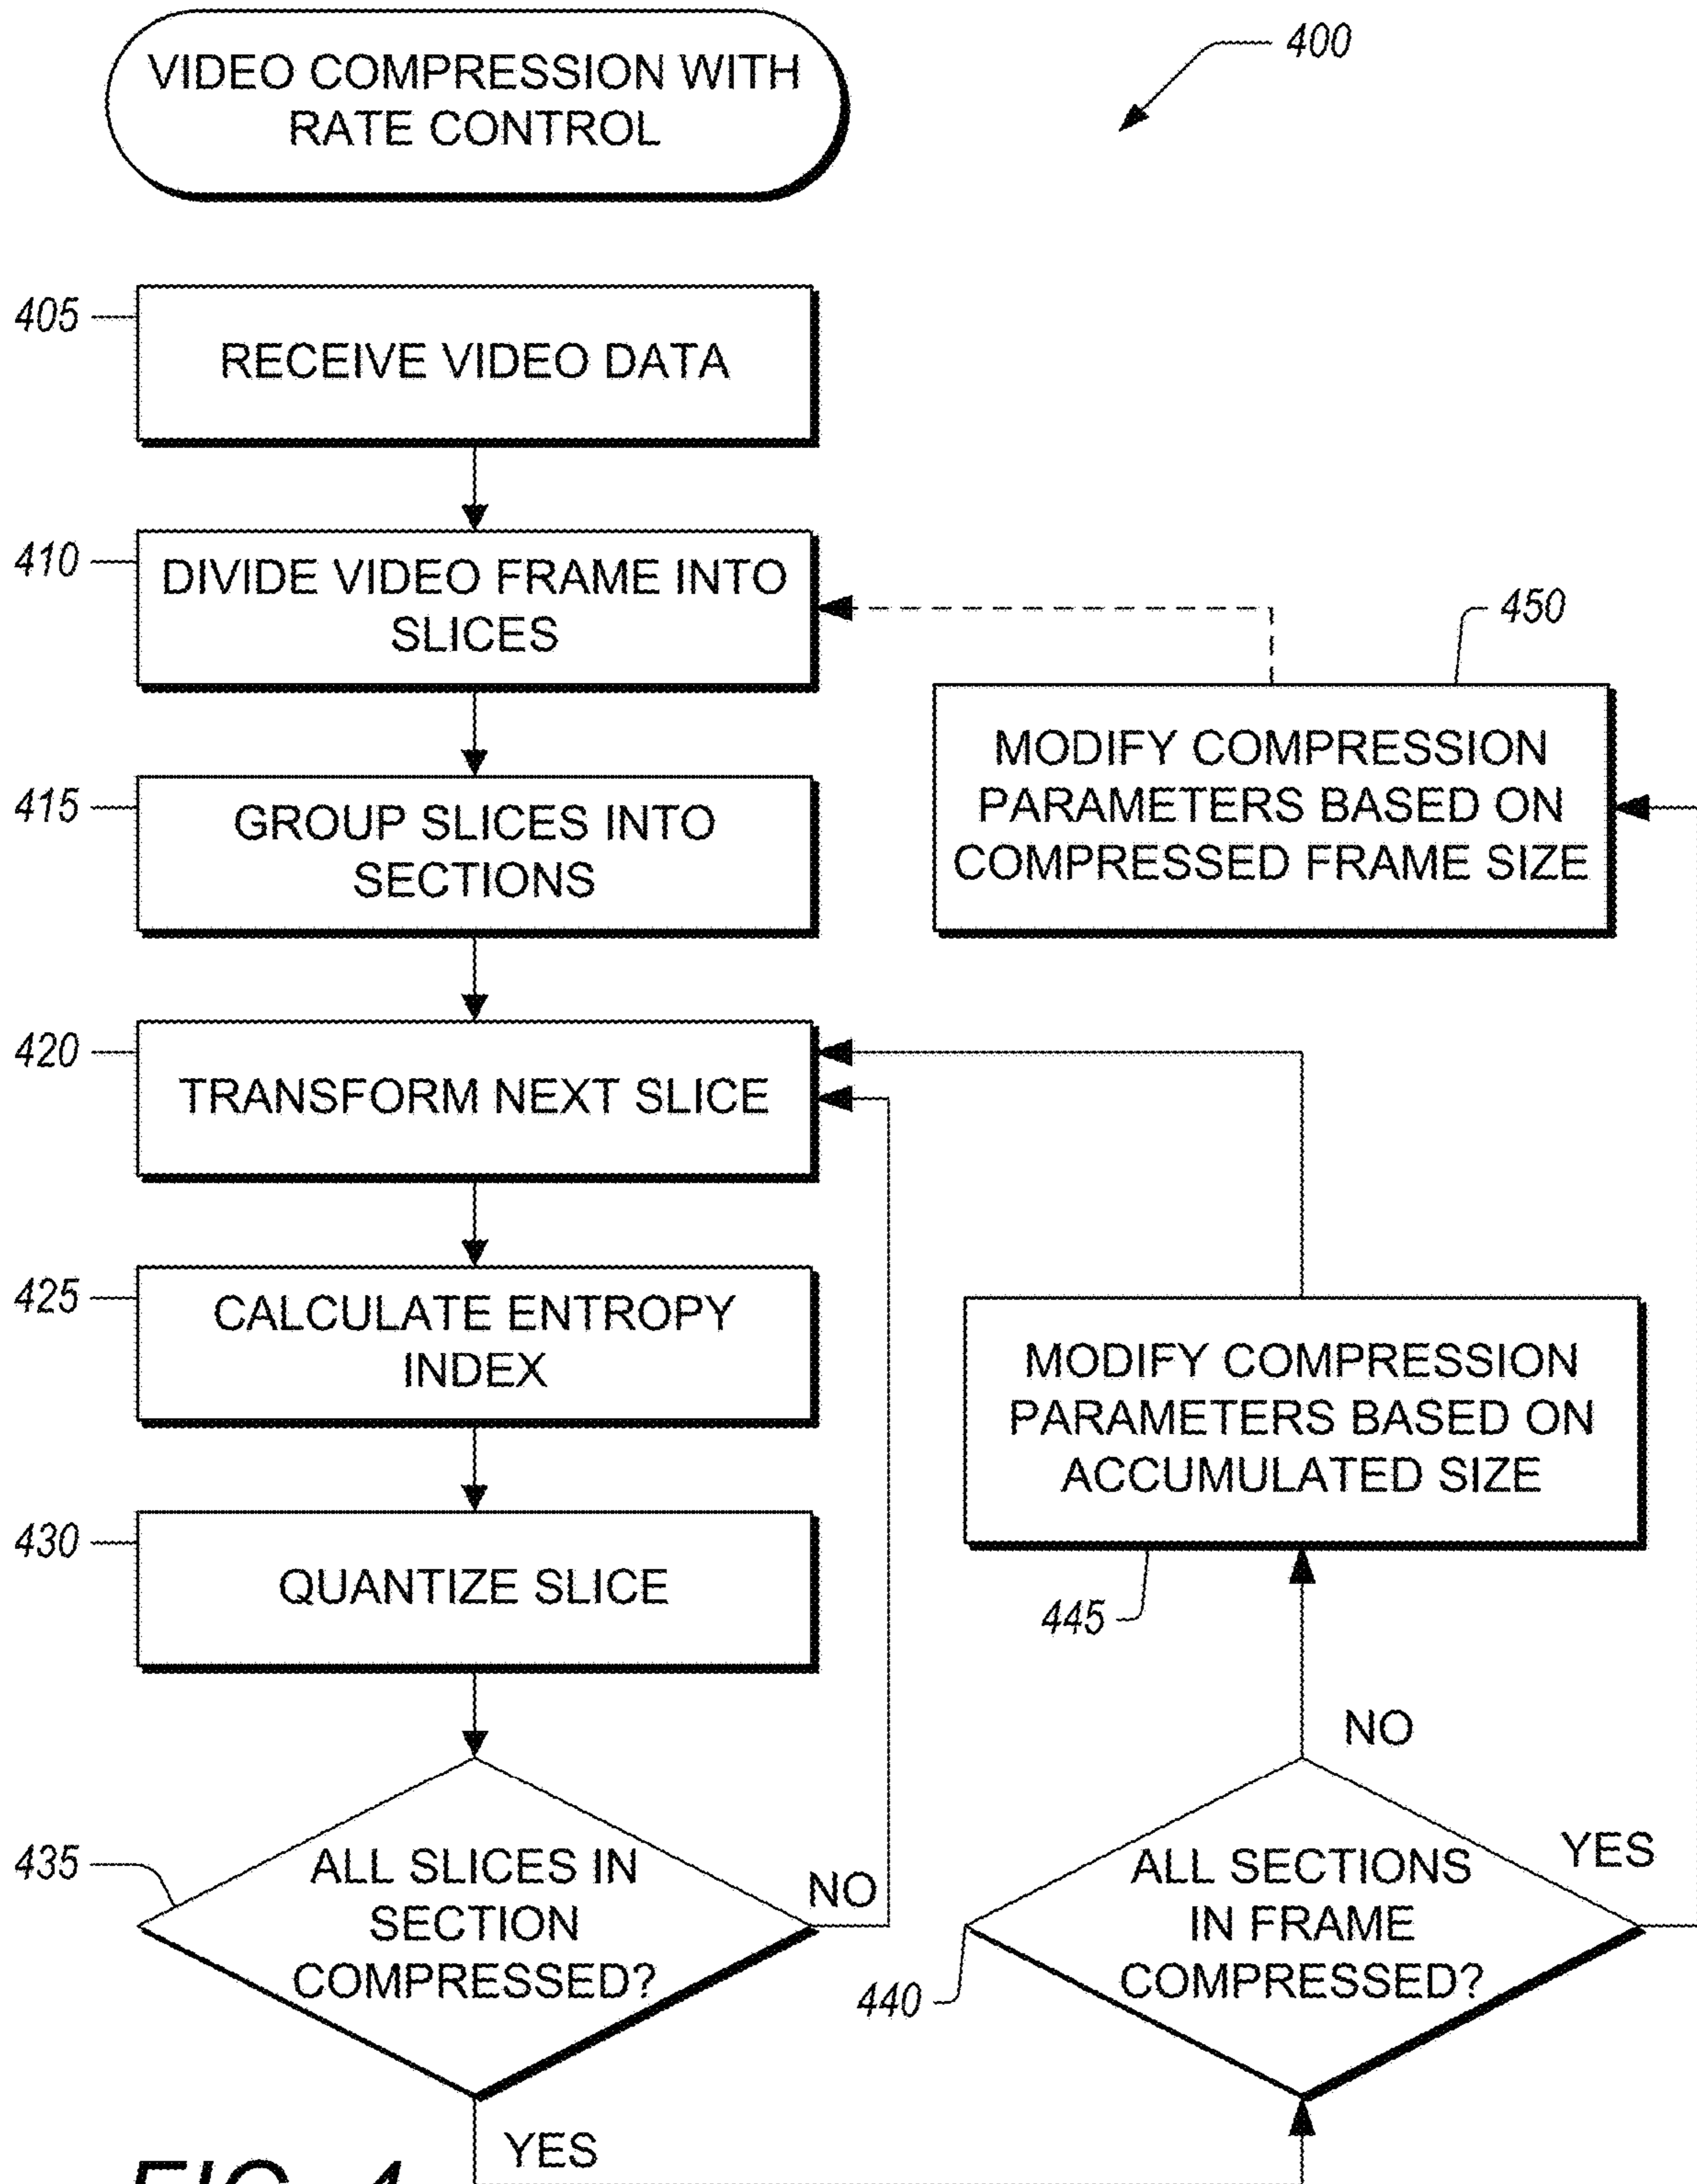 VIDEO COMPRESSION WITH
RATE CONTROL
400
405
RECEIVE VIDEO DATA
410
DIVIDE VIDEO FRAME INTO
SLICES
450
MODIFY COMPRESSION
PARAMETERS BASED ON
COMPRESSED FRAME SIZE
415
GROUP SLICES INTO
SECTIONS
420
TRANSFORM NEXT SLICE
425
CALCULATE ENTROPY
INDEX
MODIFY COMPRESSION
PARAMETERS BASED ON
ACCUMULATED SIZE
445
430
QUANTIZE SLICE
435
ALL SLICES IN
SECTION
COMPRESSED?
NO
YES
440
ALL SECTIONS
IN FRAME
COMPRESSED?
NO
YES
FIG. 4